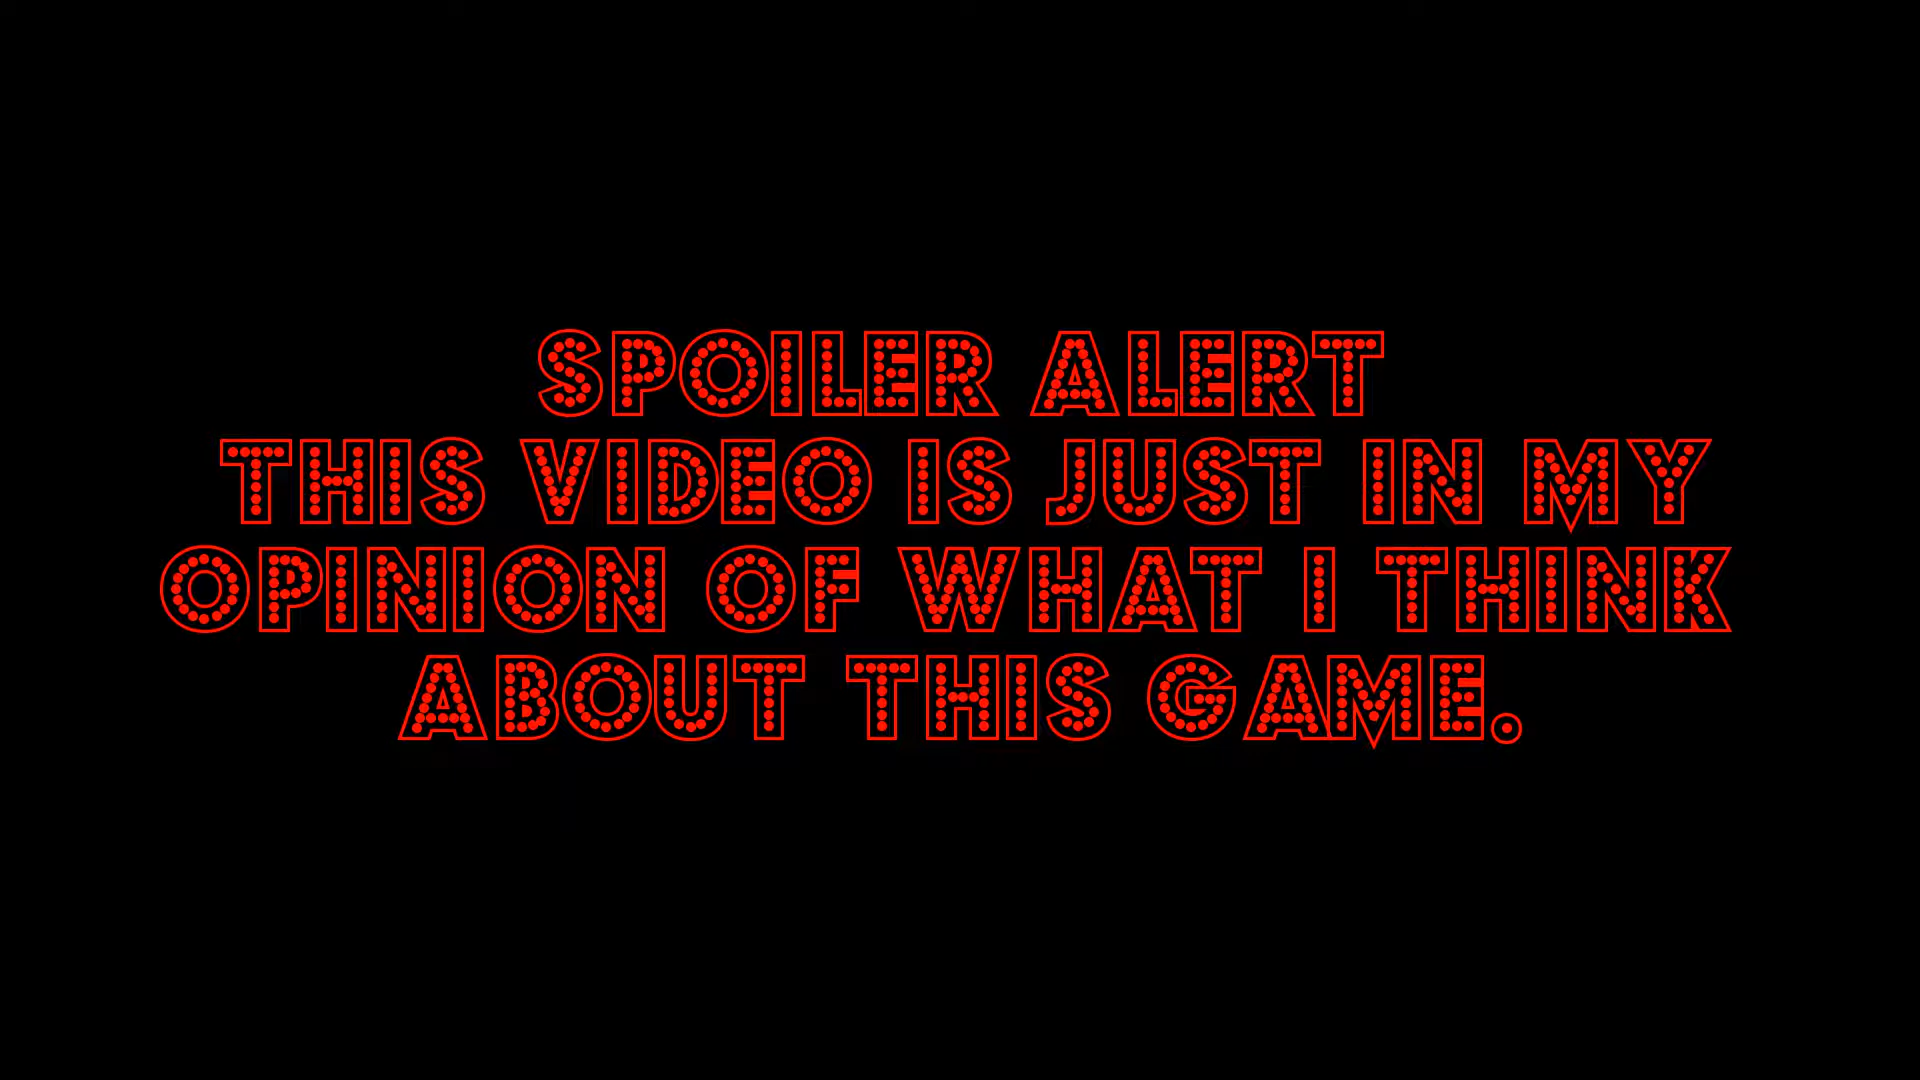 SPOILER ALERT
THIS VIDEO IS JUST IN MY
OPINION OF WHAT I THINK
ABOUT THIS GAME.